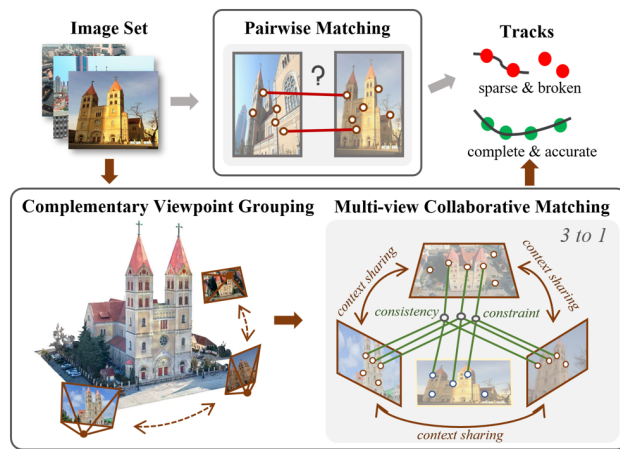 Image Set
Pairwise Matching
Tracks
?
sparse & broken
complete & accurate
Complementary Viewpoint Grouping
Multi-view Collaborative Matching
3 to 1
context sharing
context sharing
consistency
constraint
context sharing